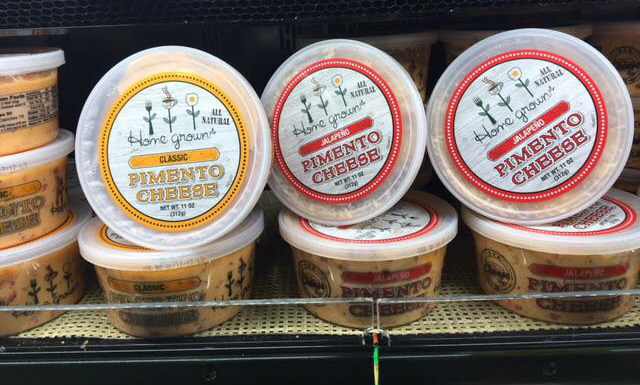 ALL
NATURAL
Home grown
CLASSIC
PIMENTO
CHEESE
NET WT. 11 OZ
(312g)
ALL
NATURAL
Home grown
JALAPEÑO
PIMENTO
CHEESE
NET WT. 11 OZ
(312g)
ALL
NATURAL
Home grown
JALAPEÑO
PIMENTO
CHEESE
NET WT. 11 OZ
(312g)
PIMENTO
CHEESE
CLASSIC
PIMENTO
CHEESE
JALAPEÑO
PIMENTO
CHEESE
JALAPEÑO
PIMENTO
CHEESE